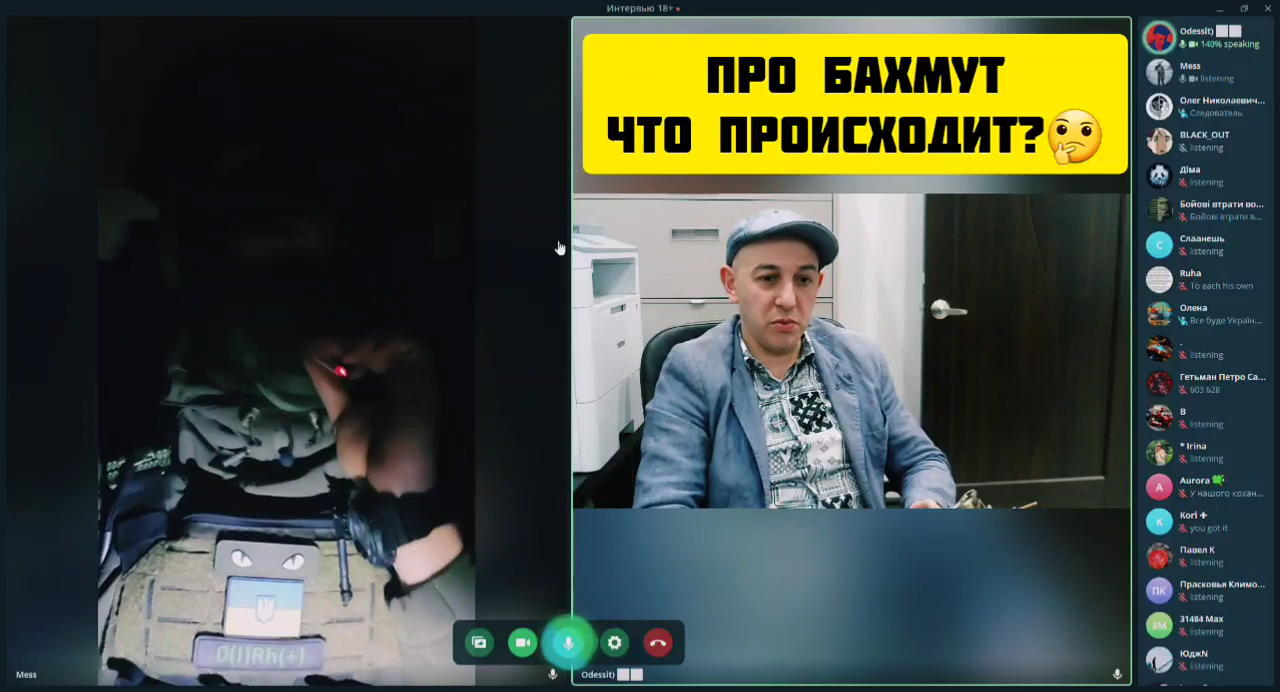 Интервью 18+
ПРО БАХМУТ
ЧТО ПРОИСХОДИТ?🤔
O(I)Rh(+)
Mess
Odessit)
Odessit)
140% speaking
Mess
listening
Олег Николаевич...
Следователь
BLACK_OUT
listening
Діма
listening
Бойові втрати во...
Бойові втрати в...
Слаанешь
listening
Ruha
To each his own
Олена
Все буде Україн...
.
listening
Гетьман Петро Са...
603 628
В
listening
* Irina
listening
Aurora
У нашого кохан...
Kori
you got it
Павел К
listening
Прасковья Климо...
listening
31484 Max
listening
ЮджN
listening
С
А
К
ПК
3M